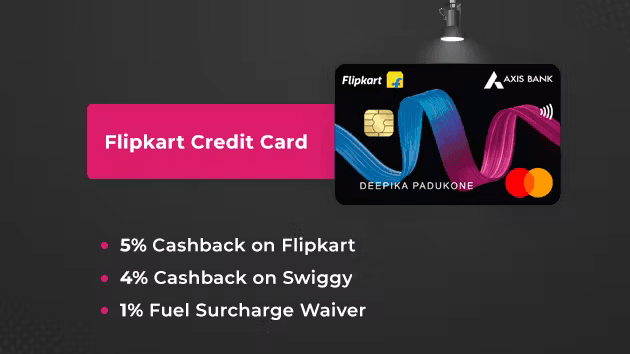 Flipkart
AXIS BANK
Flipkart Credit Card
DEEPIKA PADUKONE
5% Cashback on Flipkart
4% Cashback on Swiggy
1% Fuel Surcharge Waiver